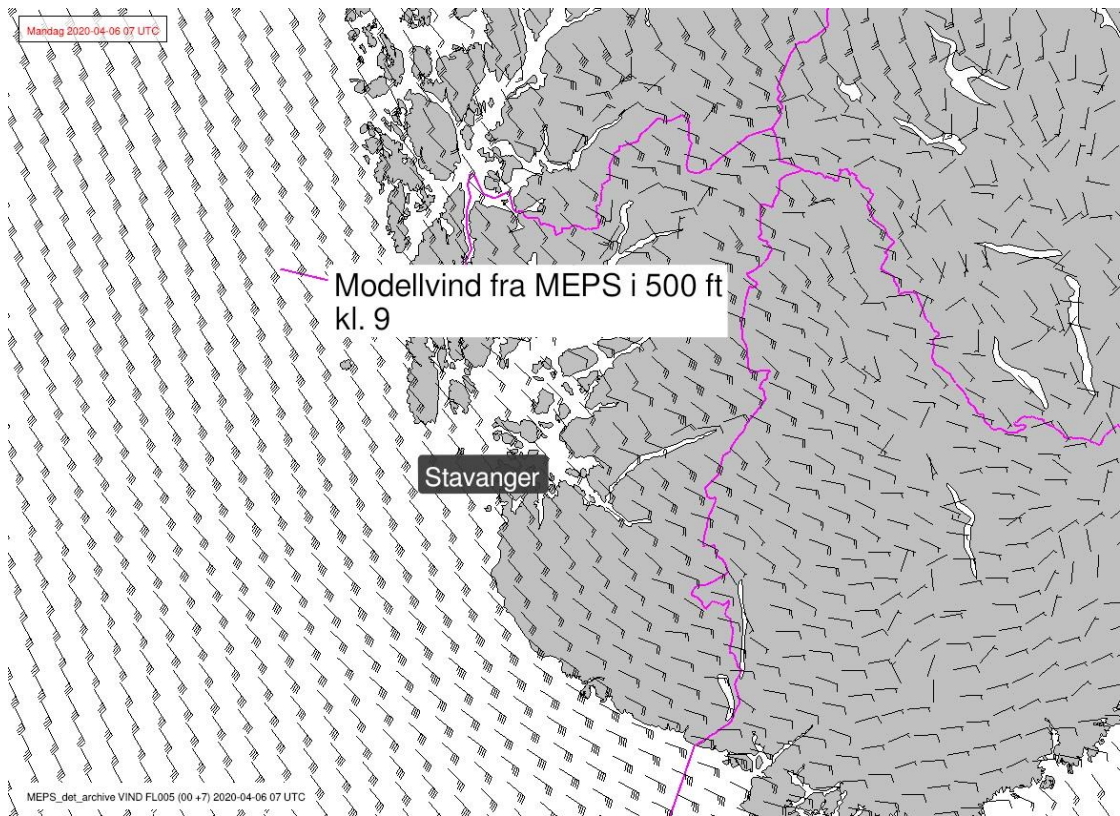 Mandag 2020-04-06 07 UTC
Modellvind fra MEPS i 500 ft
kl. 9
Stavanger
MEPS_det_archive VIND FL005 (00 +7) 2020-04-06 07 UTC